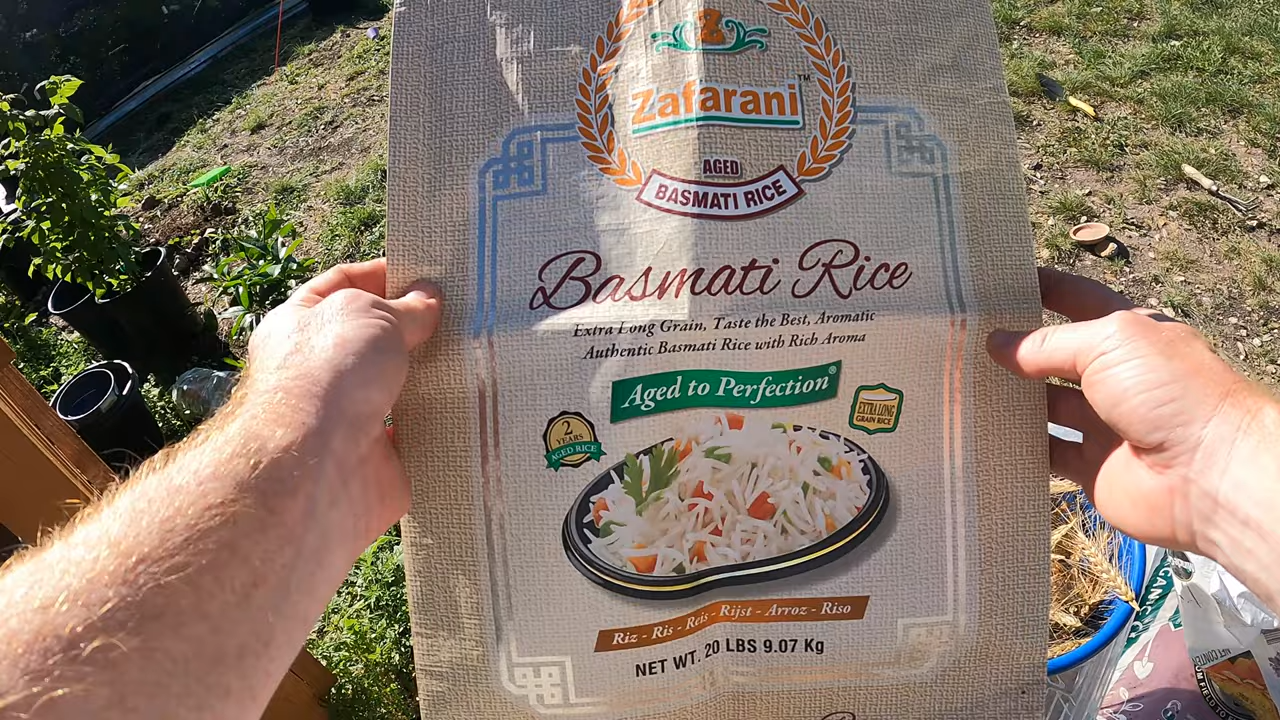 Z
Zafarani™
AGED
BASMATI RICE
Basmati Rice
Extra Long Grain, Taste the Best, Aromatic
Authentic Basmati Rice with Rich Aroma
Aged to Perfection®
2
YEARS
AGED RICE
EXTRA LONG
GRAIN RICE
Riz - Ris - Reis - Rijst - Arroz - Riso
NET WT. 20 LBS 9.07 Kg